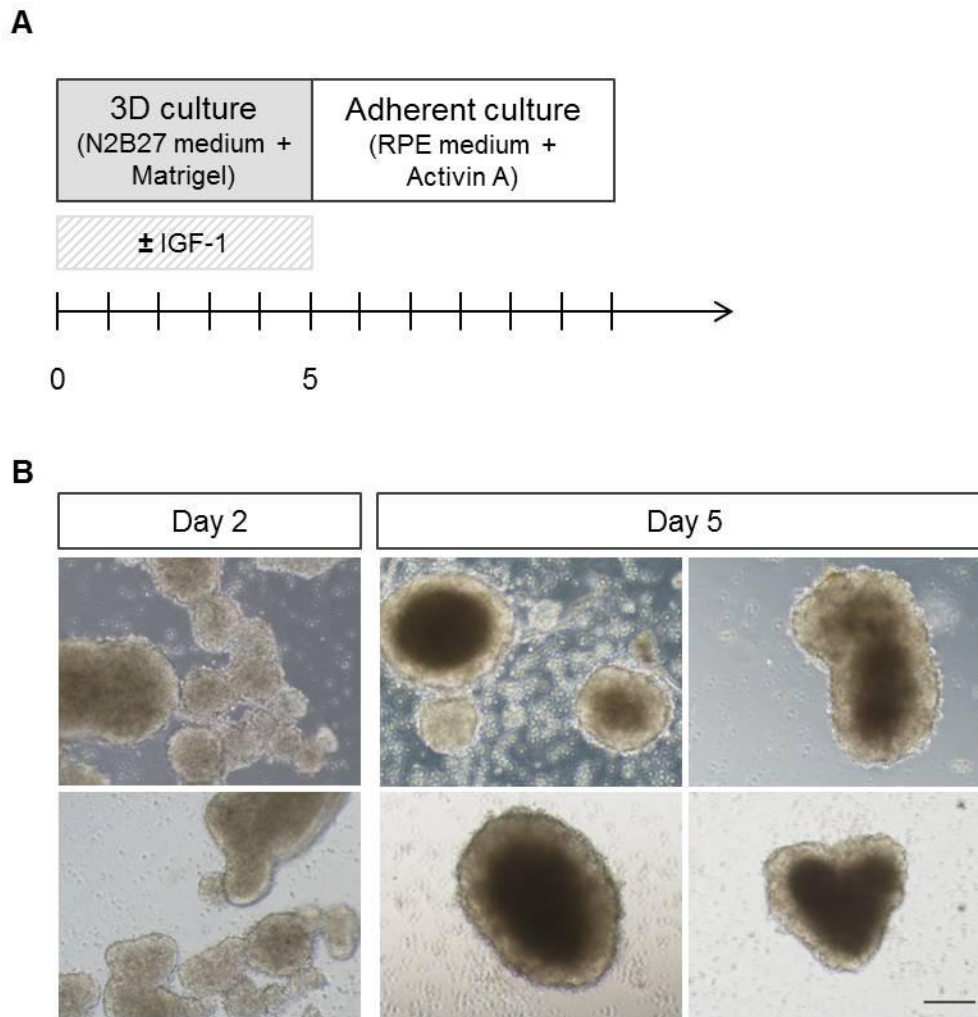 A
3D culture
(N2B27 medium +
Matrigel)
Adherent culture
(RPE medium +
Activin A)
± IGF-1
0
5
B
Day 2
Day 5